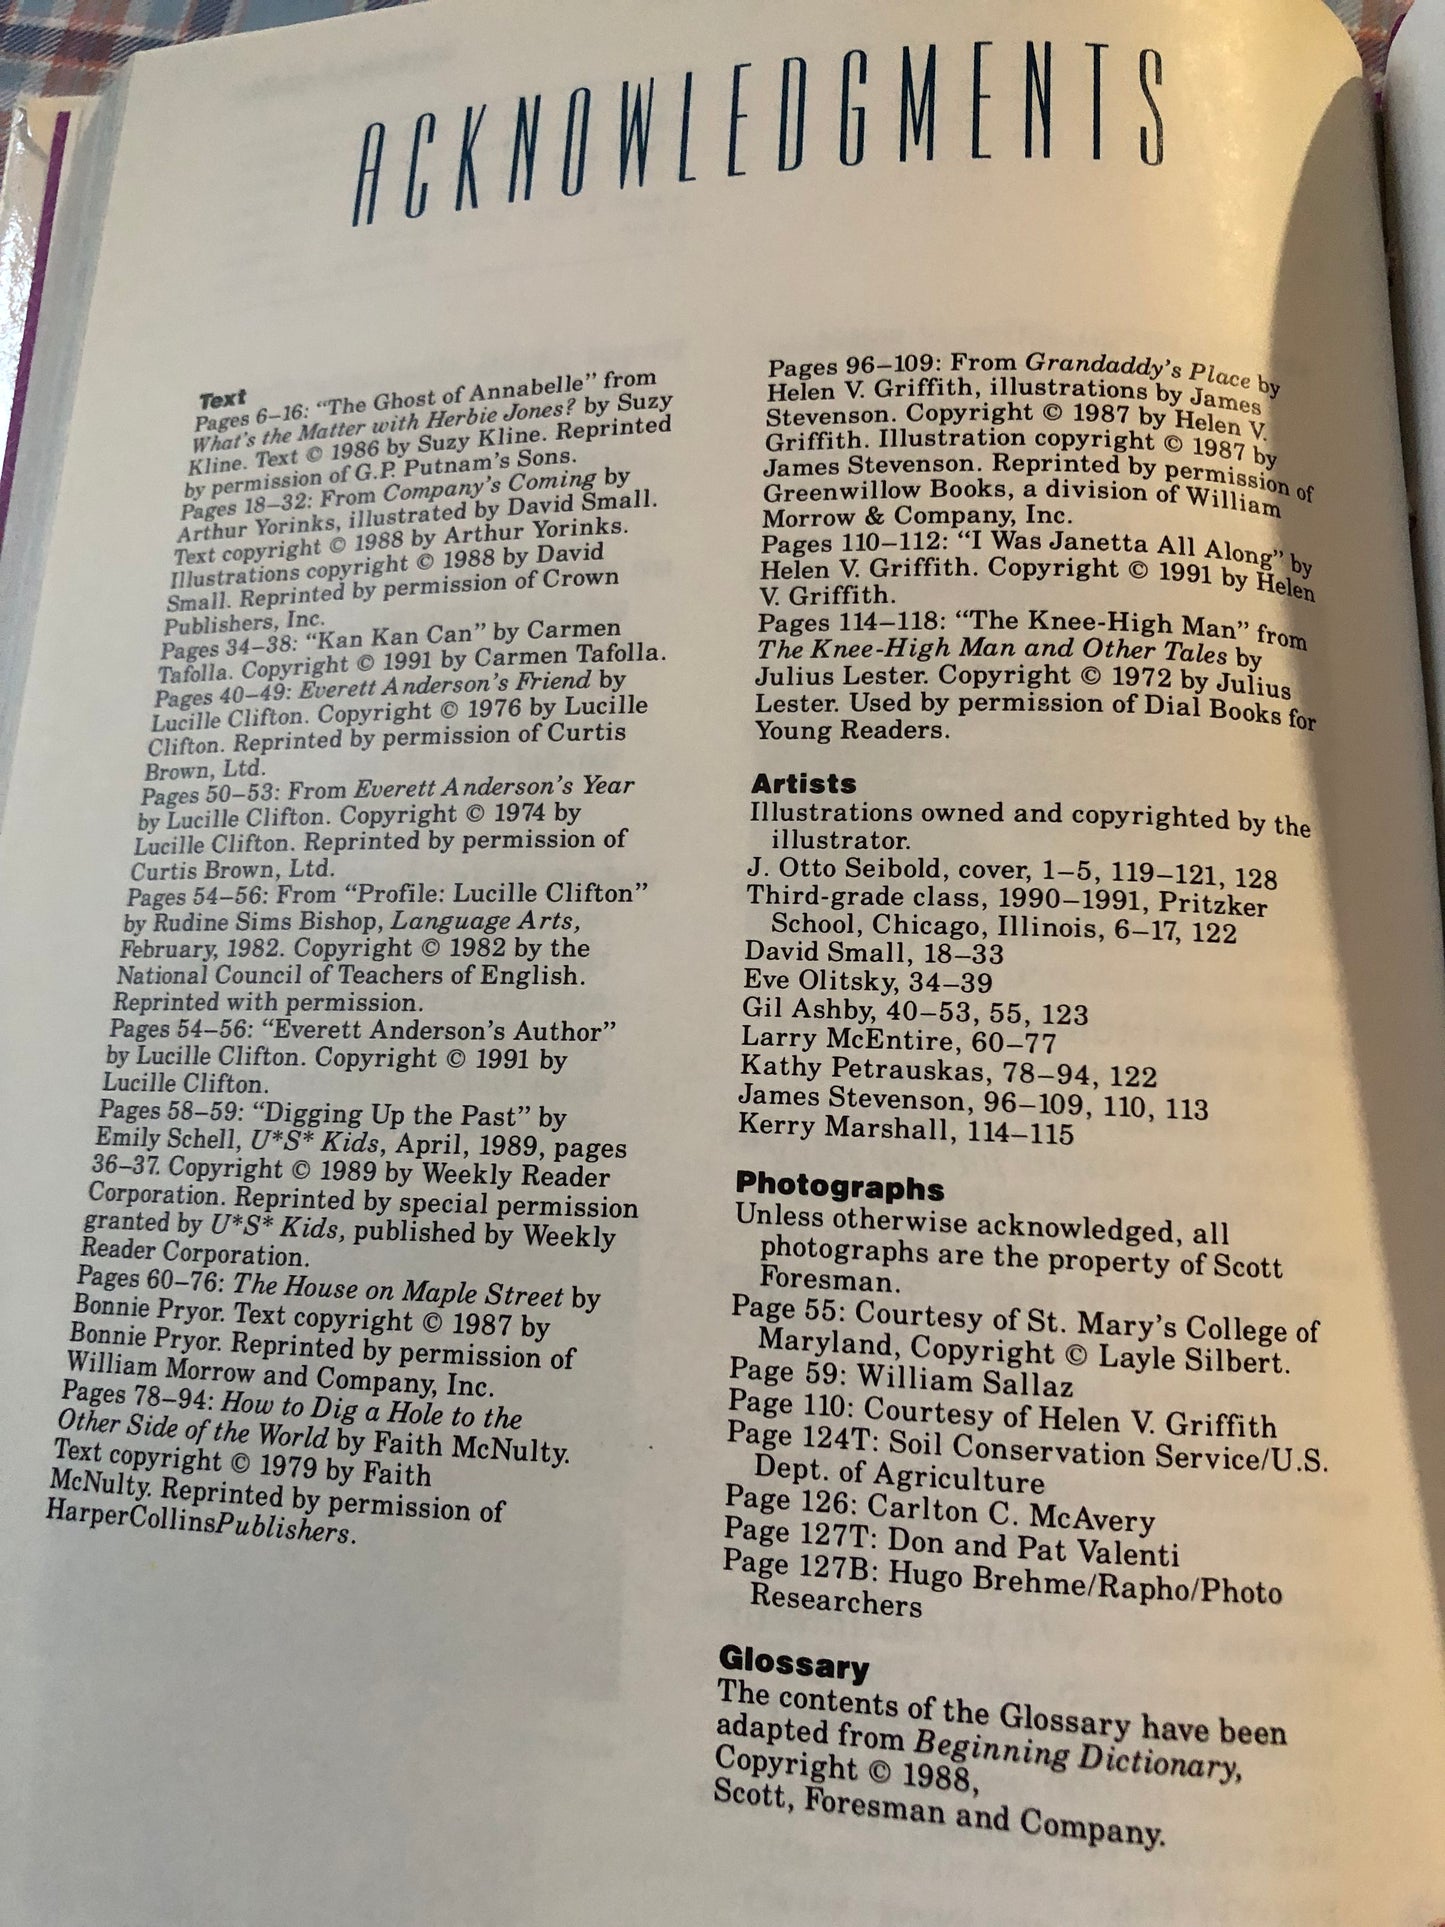 ACKNOWLEDGMENTS
Text
Pages 6–16: “The Ghost of Annabelle” from
What's the Matter with Herbie Jones? by Suzy
Kline. Text © 1986 by Suzy Kline. Reprinted
by permission of G.P. Putnam's Sons.
Pages 18–32: From Company's Coming by
Arthur Yorinks, illustrated by David Small.
Text copyright © 1988 by Arthur Yorinks.
Illustrations copyright © 1988 by David
Small. Reprinted by permission of Crown
Publishers, Inc.
Pages 34–38: “Kan Kan Can” by Carmen
Tafolla. Copyright © 1991 by Carmen Tafolla.
Pages 40–49: Everett Anderson's Friend by
Lucille Clifton. Copyright © 1976 by Lucille
Clifton. Reprinted by permission of Curtis
Brown, Ltd.
Pages 50–53: From Everett Anderson's Year
by Lucille Clifton. Copyright © 1974 by
Lucille Clifton. Reprinted by permission of
Curtis Brown, Ltd.
Pages 54–56: From “Profile: Lucille Clifton”
by Rudine Sims Bishop, Language Arts,
February, 1982. Copyright © 1982 by the
National Council of Teachers of English.
Reprinted with permission.
Pages 54–56: “Everett Anderson's Author”
by Lucille Clifton. Copyright © 1991 by
Lucille Clifton.
Pages 58–59: “Digging Up the Past” by
Emily Schell, U*S* Kids, April, 1989, pages
36–37. Copyright © 1989 by Weekly Reader
Corporation. Reprinted by special permission
granted by U*S* Kids, published by Weekly
Reader Corporation.
Pages 60–76: The House on Maple Street by
Bonnie Pryor. Text copyright © 1987 by
Bonnie Pryor. Reprinted by permission of
William Morrow and Company, Inc.
Pages 78–94: How to Dig a Hole to the
Other Side of the World by Faith McNulty.
Text copyright © 1979 by Faith
McNulty. Reprinted by permission of
HarperCollinsPublishers.
Pages 96–109: From Grandaddy's Place by
Helen V. Griffith, illustrations by James
Stevenson. Copyright © 1987 by Helen V.
Griffith. Illustration copyright © 1987 by
James Stevenson. Reprinted by permission of
Greenwillow Books, a division of William
Morrow & Company, Inc.
Pages 110–112: “I Was Janetta All Along” by
Helen V. Griffith. Copyright © 1991 by Helen
V. Griffith.
Pages 114–118: “The Knee-High Man” from
The Knee-High Man and Other Tales by
Julius Lester. Copyright © 1972 by Julius
Lester. Used by permission of Dial Books for
Young Readers.
Artists
Illustrations owned and copyrighted by the
illustrator.
J. Otto Seibold, cover, 1–5, 119–121, 128
Third-grade class, 1990–1991, Pritzker
School, Chicago, Illinois, 6–17, 122
David Small, 18–33
Eve Olitsky, 34–39
Gil Ashby, 40–53, 55, 123
Larry McEntire, 60–77
Kathy Petrauskas, 78–94, 122
James Stevenson, 96–109, 110, 113
Kerry Marshall, 114–115
Photographs
Unless otherwise acknowledged, all
photographs are the property of Scott
Foresman.
Page 55: Courtesy of St. Mary's College of
Maryland, Copyright © Layle Silbert.
Page 59: William Sallaz
Page 110: Courtesy of Helen V. Griffith
Page 124T: Soil Conservation Service/U.S.
Dept. of Agriculture
Page 126: Carlton C. McAvery
Page 127T: Don and Pat Valenti
Page 127B: Hugo Brehme/Rapho/Photo
Researchers
Glossary
The contents of the Glossary have been
adapted from Beginning Dictionary,
Copyright © 1988,
Scott, Foresman and Company.